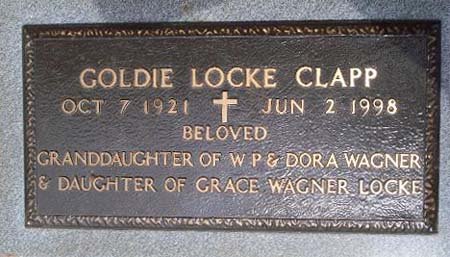 GOLDIE LOCKE CLAPP
OCT 7 1921 JUN 2 1998
BELOVED
GRANDDAUGHTER OF W P & DORA WAGNER
& DAUGHTER OF GRACE WAGNER LOCKE